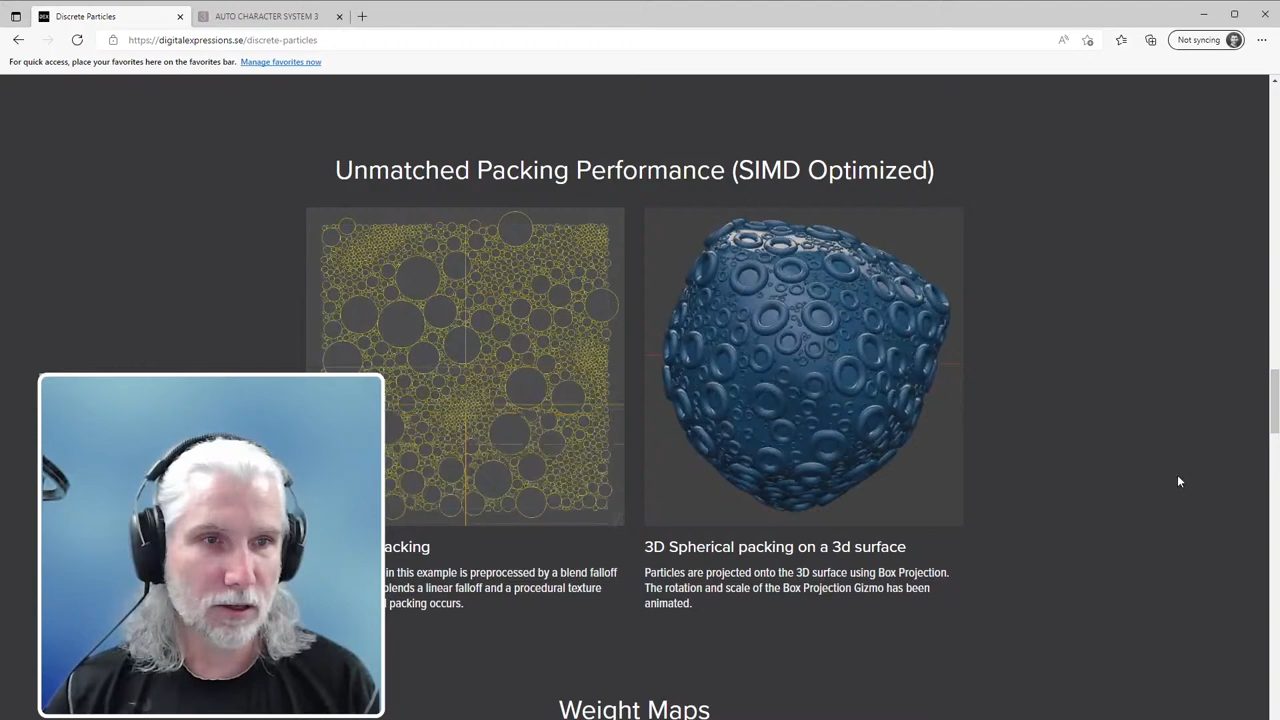 Discrete Particles
AUTO CHARACTER SYSTEM 3
https://digitalexpressions.se/discrete-particles
Not syncing
For quick access, place your favorites here on the favorites bar. Manage favorites now
Unmatched Packing Performance (SIMD Optimized)
acking
in this example is preprocessed by a blend falloff
lends a linear falloff and a procedural texture
packing occurs.
3D Spherical packing on a 3d surface
Particles are projected onto the 3D surface using Box Projection.
The rotation and scale of the Box Projection Gizmo has been
animated.
Weight Maps